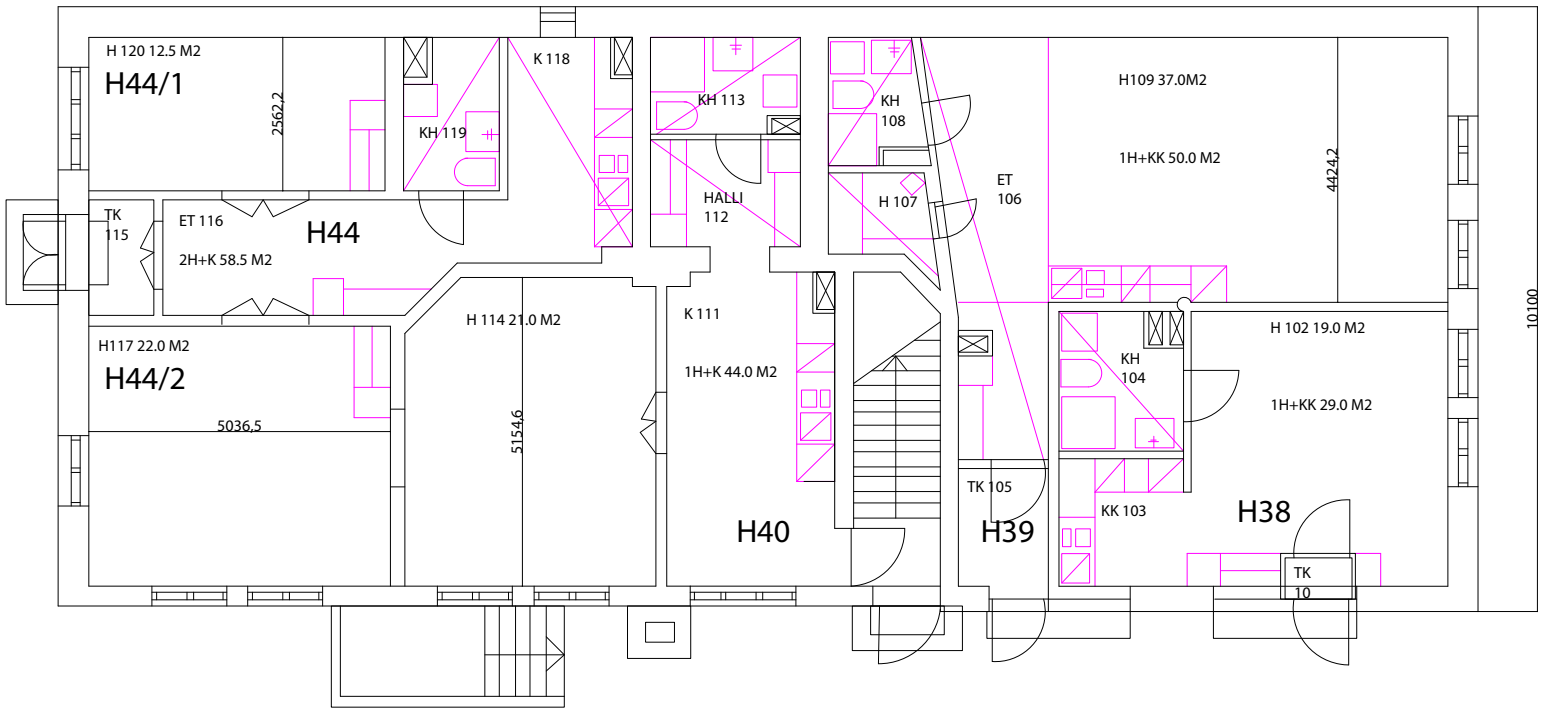 H 120 12.5 M2
H44/1
2562,2
KH 119
K 118
KH 113
KH
108
H109 37.0M2
1H+KK 50.0 M2
4424,2
TK
115
ET 116
H44
2H+K 58.5 M2
HALLI
112
H 107
ET
106
H117 22.0 M2
H44/2
5036,5
H 114 21.0 M2
5154,6
K 111
1H+K 44.0 M2
H40
TK 105
H39
KH
104
H 102 19.0 M2
1H+KK 29.0 M2
KK 103
H38
TK
10
10100